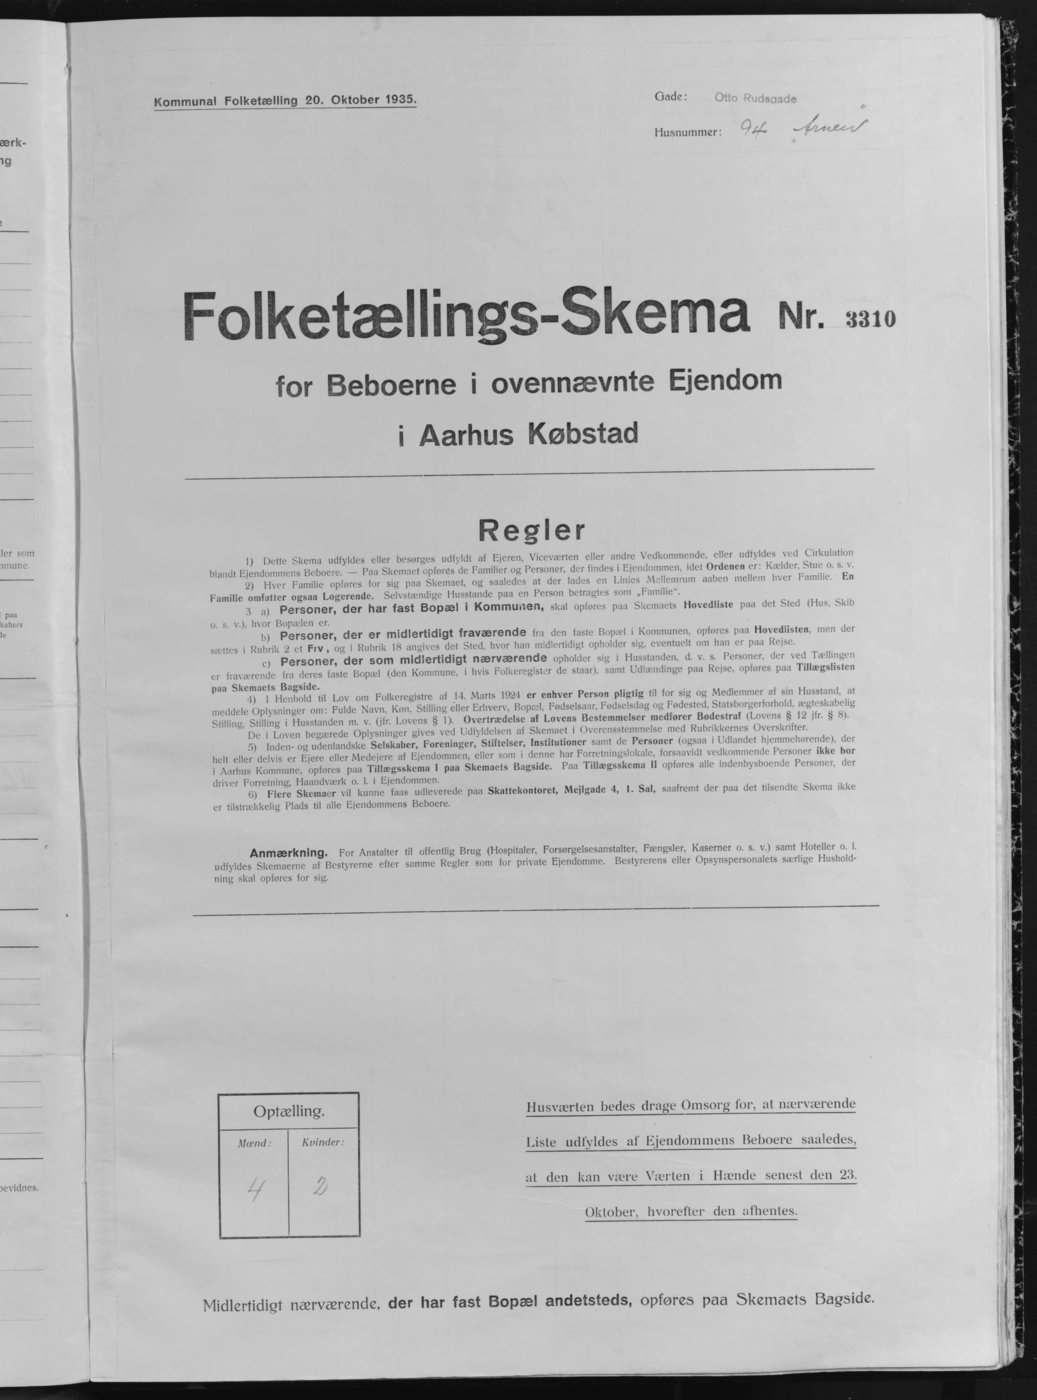 Kommunal Folketælling 20. Oktober 1935.
Gade: Otto Rudsgade
Husnummer: 94
Folketællings-Skema Nr. 3310
for Beboerne i ovennævnte Ejendom
i Aarhus Købstad
Regler
1) Dette Skema udfyldes eller besørges udfyldt af Ejeren, Viceværten eller andre Vedkommende, eller udfyldes ved Cirkulation
blandt Ejendommens Beboere. — Paa Skemaet opføres de Familier og Personer, der findes i Ejendommen, idet Ordenen er: Kælder, Stue o. s. v.
2) Hver Familie opføres for sig paa Skemaet, og saaledes at der lades en Linies Mellemrum aaben mellem hver Familie. En
Familie omfatter ogsaa Logerende. Selvstændige Husstande paa en Person betragtes som „Familie".
3 a) Personer, der har fast Bopæl i Kommunen, skal opføres paa Skemaets Hovedliste paa det Sted (Hus, Skib
o. s. v.), hvor Bopælen er.
b) Personer, der er midlertidigt fraværende fra den faste Bopæl i Kommunen, opføres paa Hovedlisten, men der
sættes i Rubrik 2 et Frv, og i Rubrik 18 angives det Sted, hvor han midlertidigt opholder sig, eventuelt om han er paa Rejse.
c) Personer, der som midlertidigt nærværende opholder sig i Husstanden, d. v. s. Personer, der ved Tællingen
er fraværende fra deres faste Bopæl (den Kommune, i hvis Folkeregister de staar), samt Udlændinge paa Rejse, opføres paa Tillægslisten
paa Skemaets Bagside.
4) I Henhold til Lov om Folkeregistre af 14. Marts 1924 er enhver Person pligtig til for sig og Medlemmer af sin Husstand, at
meddele Oplysninger om: Fulde Navn, Køn, Stilling eller Erhverv, Bopæl, Fødselsaar, Fødselsdag og Fødested, Statsborgerforhold, ægteskabelig
Stilling, Stilling i Husstanden m. v. (jfr. Lovens § 1). Overtrædelse af Lovens Bestemmelser medfører Bødestraf (Lovens § 12 jfr. § 8).
De i Loven begærede Oplysninger gives ved Udfyldelsen af Skemaet i Overensstemmelse med Rubrikkernes Overskrifter.
5) Inden- og udenlandske Selskaber, Foreninger, Stiftelser, Institutioner samt de Personer (ogsaa i Udlandet hjemmehørende), der
helt eller delvis er Ejere eller Medejere af Ejendommen, eller som i denne har Forretningslokale, forsaavidt vedkommende Personer ikke bor
i Aarhus Kommune, opføres paa Tillægsskema I paa Skemaets Bagside. Paa Tillægsskema II opføres alle indenbysboende Personer, der
driver Forretning, Haandværk o. l. i Ejendommen.
6) Flere Skemaer vil kunne faas udleverede paa Skattekontoret, Mejlgade 4, 1. Sal, saafremt der paa det tilsendte Skema ikke
er tilstrækkelig Plads til alle Ejendommens Beboere.
Anmærkning. For Anstalter til offentlig Brug (Hospitaler, Forsørgelsesanstalter, Fængsler, Kaserner o. s. v.) samt Hoteller o. l.
udfyldes Skemaerne af Bestyrerne efter samme Regler som for private Ejendomme. Bestyrerens eller Opsynspersonalets særlige Hushold-
ning skal opføres for sig.
Optælling.
Mænd: Kvinder:
4 2
Husværten bedes drage Omsorg for, at nærværende
Liste udfyldes af Ejendommens Beboere saaledes,
at den kan være Værten i Hænde senest den 23.
Oktober, hvorefter den afhentes.
Midlertidigt nærværende, der har fast Bopæl andetsteds, opføres paa Skemaets Bagside.